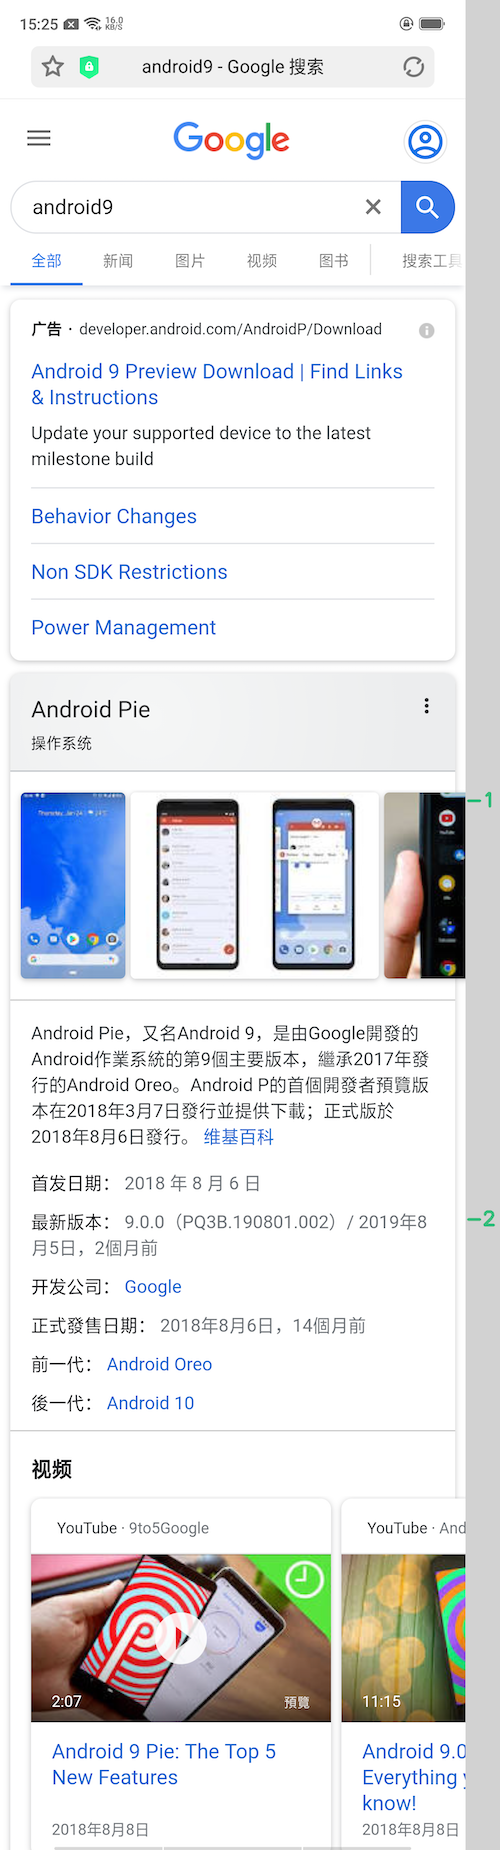 15:25 16.0 KB/S
android9 - Google 搜索
Google
android9
全部 新闻 图片 视频 图书 搜索工具
广告 · developer.android.com/AndroidP/Download
Android 9 Preview Download | Find Links
& Instructions
Update your supported device to the latest
milestone build
Behavior Changes
Non SDK Restrictions
Power Management
Android Pie
操作系统
1
Android Pie，又名Android 9，是由Google開發的
Android作業系統的第9個主要版本，繼承2017年發
行的Android Oreo。Android P的首個開發者預覽版
本在2018年3月7日發行並提供下載；正式版於
2018年8月6日發行。 维基百科
首发日期： 2018 年 8 月 6 日
最新版本： 9.0.0（PQ3B.190801.002）/ 2019年8
月5日，2個月前
2
开发公司： Google
正式發售日期： 2018年8月6日，14個月前
前一代： Android Oreo
後一代： Android 10
视频
YouTube · 9to5Google
YouTube · And
2:07 預覽
11:15
Android 9 Pie: The Top 5
New Features
Android 9.0
Everything y
know!
2018年8月8日
2018年8月8日